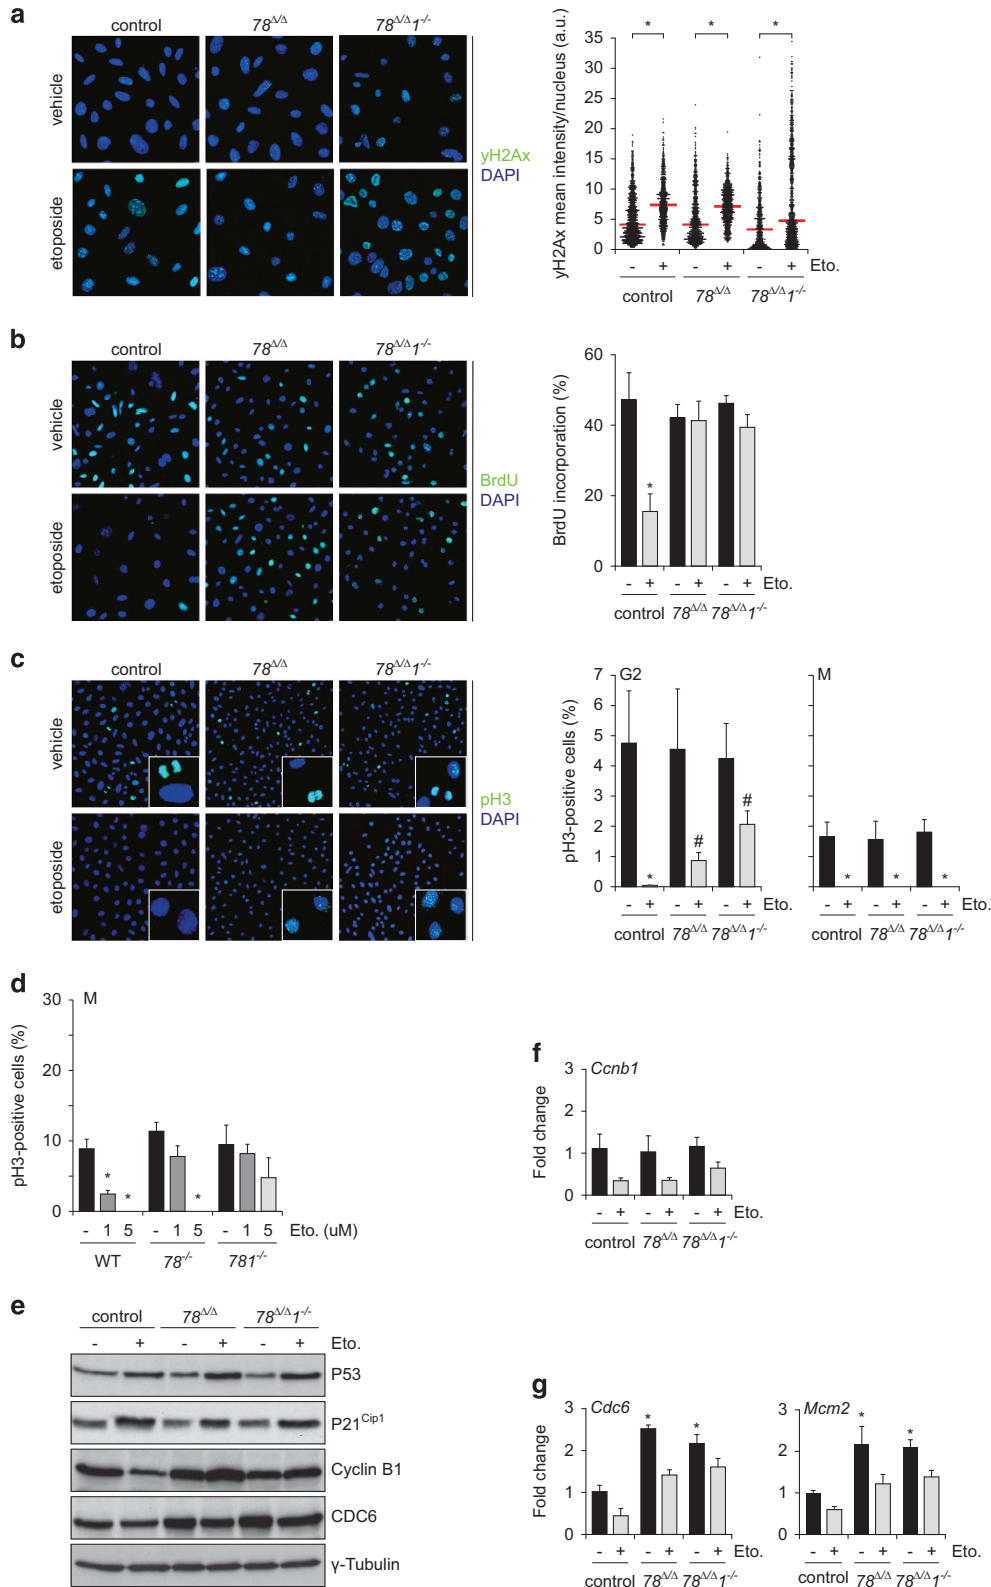 a
control 78Δ/Δ 78Δ/Δ1-/-
vehicle
etoposide
yH2Ax
DAPI
yH2Ax mean intensity/nucleus (a.u.)
35
30
25
20
15
10
5
0
* * *
- + - + - + Eto.
control 78Δ/Δ 78Δ/Δ1-/-
b
control 78Δ/Δ 78Δ/Δ1-/-
vehicle
etoposide
BrdU
DAPI
BrdU incorporation (%)
60
40
20
0
*
- + - + - + Eto.
control 78Δ/Δ 78Δ/Δ1-/-
c
control 78Δ/Δ 78Δ/Δ1-/-
vehicle
etoposide
pH3
DAPI
pH3-positive cells (%)
7
6
5
4
3
2
1
0
G2
* # #
- + - + - + Eto.
control 78Δ/Δ 78Δ/Δ1-/-
M
* * *
- + - + - + Eto.
control 78Δ/Δ 78Δ/Δ1-/-
d
pH3-positive cells (%)
30
20
10
0
M
* * *
- 1 5 - 1 5 - 1 5 Eto. (uM)
WT 78-/- 781-/-
e
control 78Δ/Δ 78Δ/Δ1-/-
- + - + - + Eto.
P53
P21Cip1
Cyclin B1
CDC6
γ-Tubulin
f
Fold change
3
2
1
0
Ccnb1
- + - + - + Eto.
control 78Δ/Δ 78Δ/Δ1-/-
g
Fold change
3
2
1
0
Cdc6
* *
- + - + - + Eto.
control 78Δ/Δ 78Δ/Δ1-/-
3
2
1
0
Mcm2
* *
- + - + - + Eto.
control 78Δ/Δ 78Δ/Δ1-/-